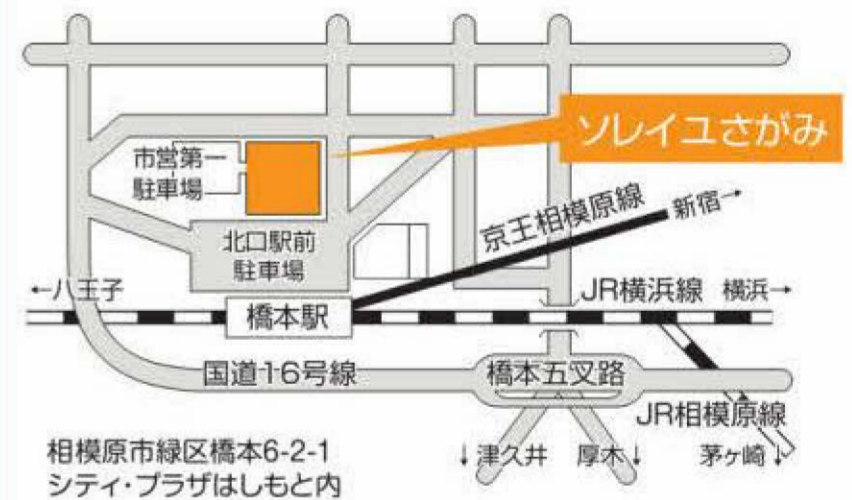 ソレイユさがみ
市営第一
駐車場
北口駅前
駐車場
京王相模原線
新宿→
←八王子
橋本駅
JR横浜線
横浜→
国道16号線
橋本五叉路
JR相模原線
↓津久井
厚木↓
茅ヶ崎↓
相模原市緑区橋本6-2-1
シティ・プラザはしもと内